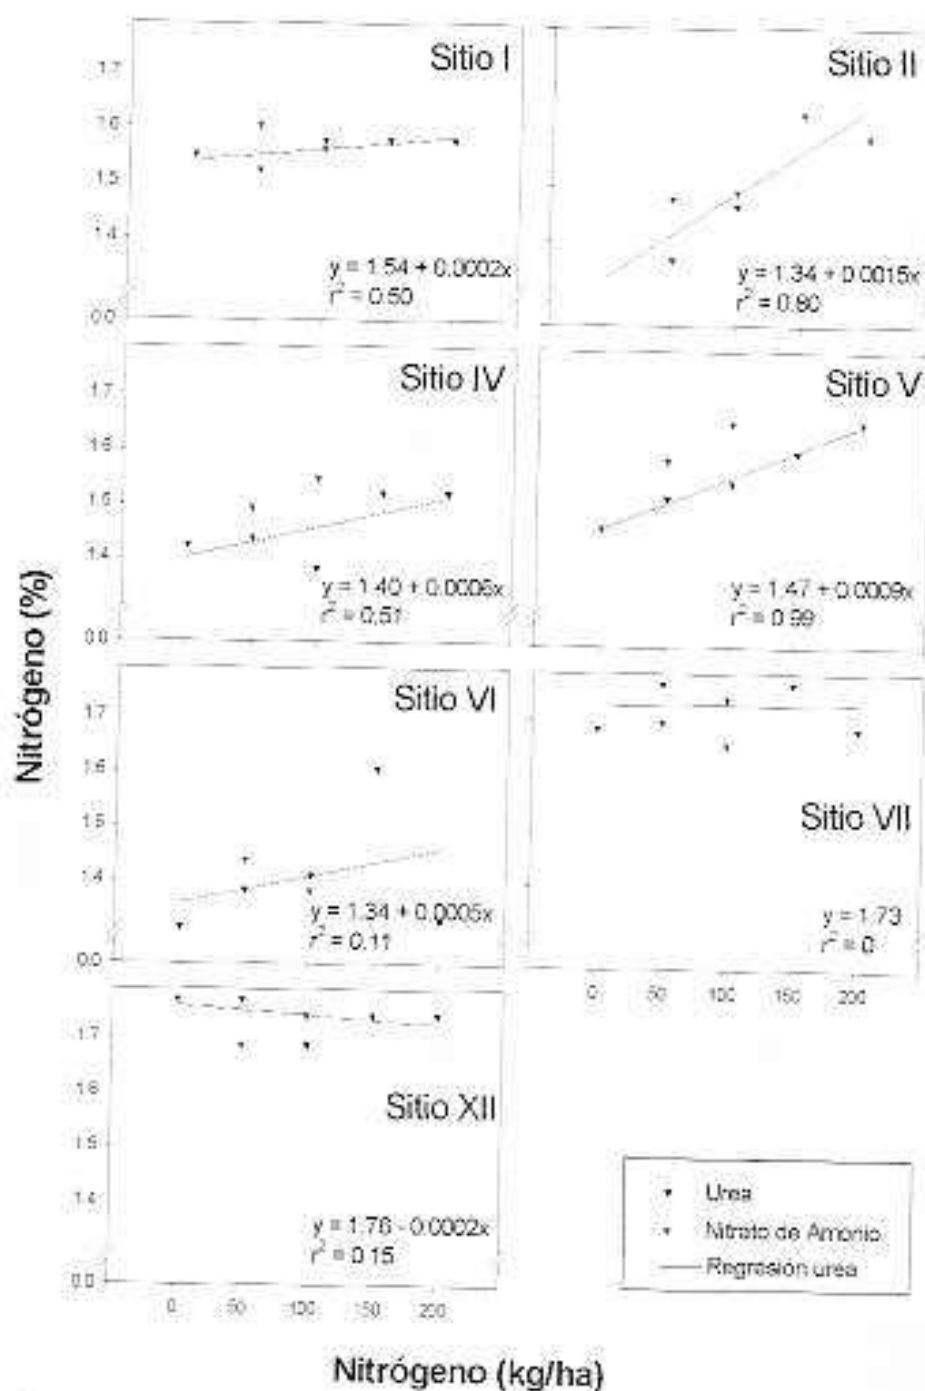 Sitio I
1.7
1.6
1.5
1.4
0.0
y = 1.54 + 0.0002x
r² = 0.50
Sitio II
y = 1.34 + 0.0015x
r² = 0.80
Sitio IV
1.7
1.6
1.5
1.4
0.0
y = 1.40 + 0.0006x
r² = 0.51
Sitio V
y = 1.47 + 0.0009x
r² = 0.99
Nitrógeno (%)
Sitio VI
1.7
1.6
1.5
1.4
0.0
y = 1.34 + 0.0005x
r² = 0.11
Sitio VII
y = 1.73
r² = 0
0 50 100 150 200
Sitio XII
1.7
1.6
1.5
1.4
0.0
y = 1.76 - 0.0002x
r² = 0.15
0 50 100 150 200
Urea
Nitrato de Amonio
Regresión urea
Nitrógeno (kg/ha)